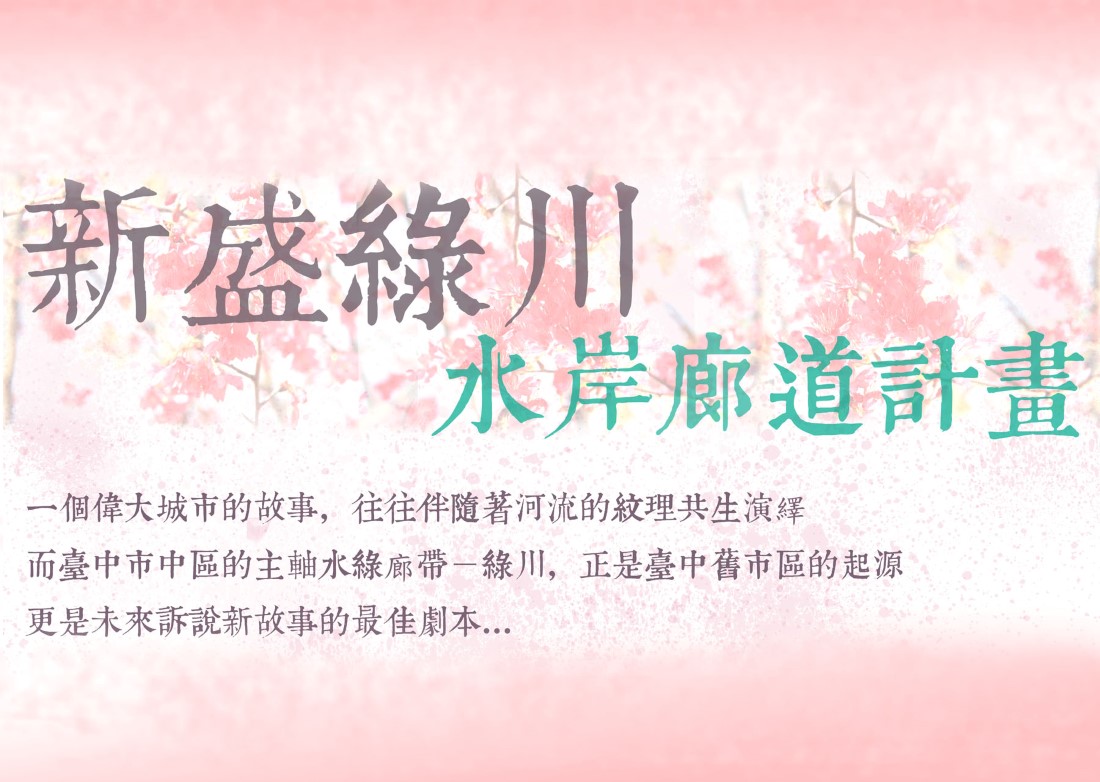 新盛綠川
水岸廊道計畫
一個偉大城市的故事，往往伴隨著河流的紋理共生演繹
而臺中市中區的主軸水綠廊帶－綠川，正是臺中舊市區的起源
更是未來訴說新故事的最佳劇本...